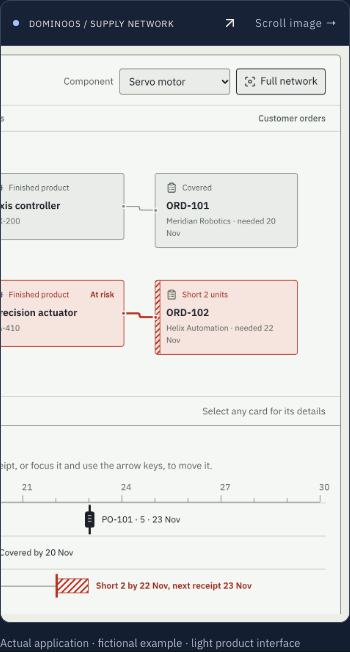 DOMINOOS / SUPPLY NETWORK
Scroll image →
Component
Servo motor
Full network
s
Customer orders
Finished product
xis controller
-200
Covered
ORD-101
Meridian Robotics · needed 20
Nov
Finished product
At risk
recision actuator
-410
Short 2 units
ORD-102
Helix Automation · needed 22
Nov
Select any card for its details
eipt, or focus it and use the arrow keys, to move it.
21 24 27 30
PO-101 · 5 · 23 Nov
Covered by 20 Nov
Short 2 by 22 Nov, next receipt 23 Nov
Actual application · fictional example · light product interface